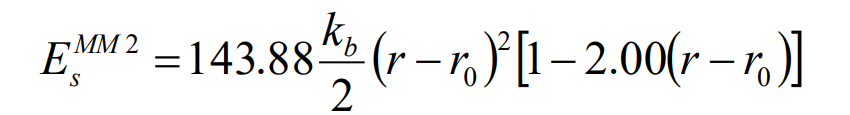 E_s^{MM2} = 143.88 \frac{k_b}{2} (r - r_0)^2 [1 - 2.00(r - r_0)]